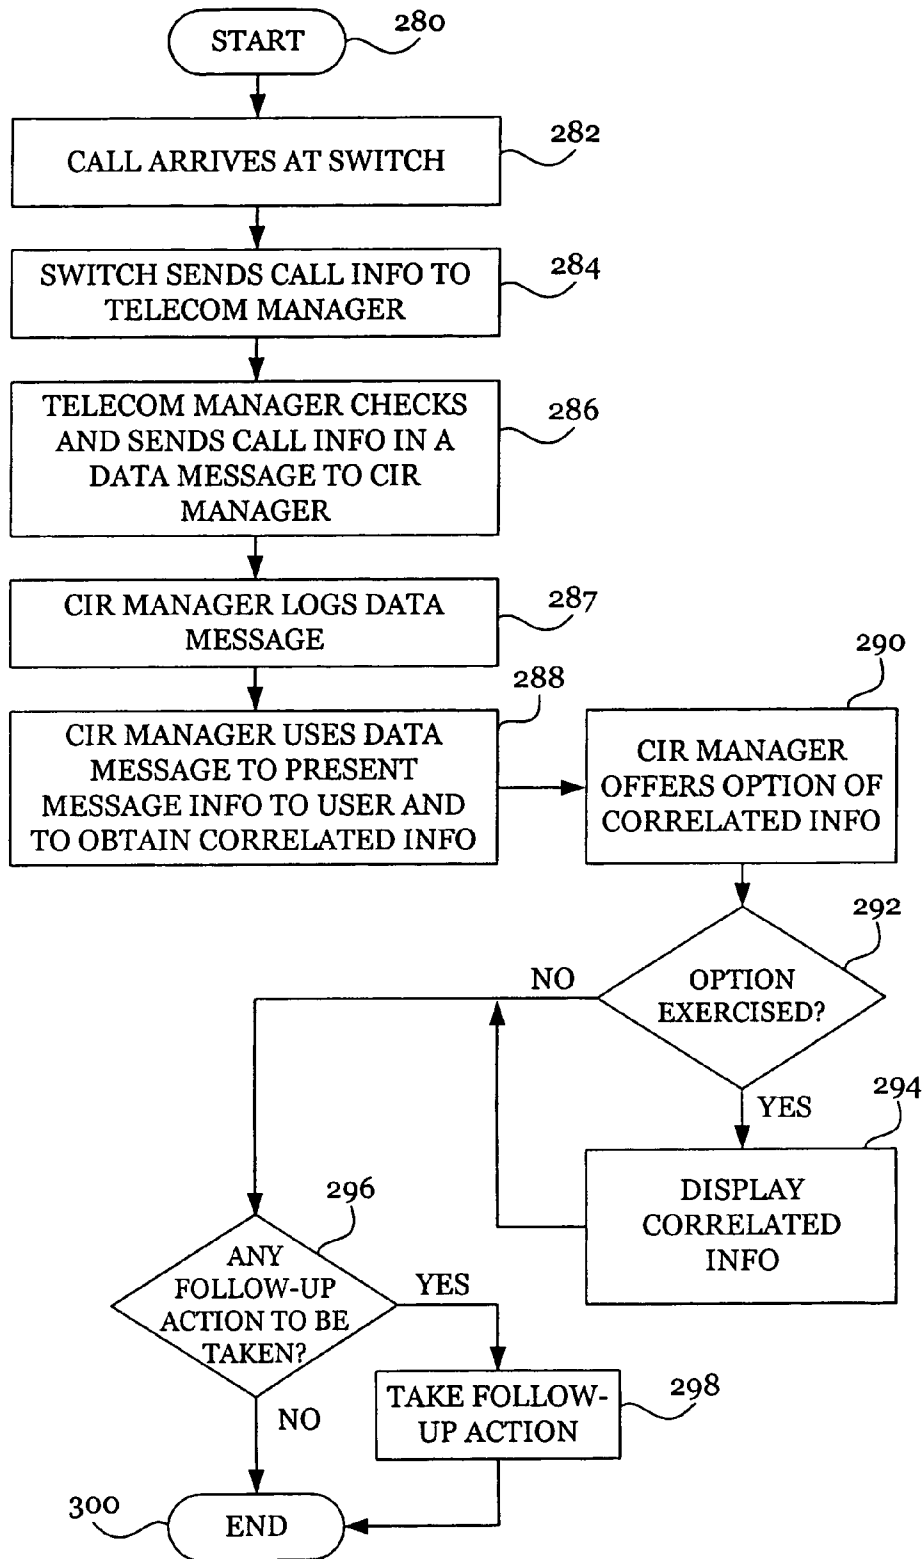 START
280
CALL ARRIVES AT SWITCH
282
SWITCH SENDS CALL INFO TO
TELECOM MANAGER
284
TELECOM MANAGER CHECKS
AND SENDS CALL INFO IN A
DATA MESSAGE TO CIR
MANAGER
286
CIR MANAGER LOGS DATA
MESSAGE
287
CIR MANAGER USES DATA
MESSAGE TO PRESENT
MESSAGE INFO TO USER AND
TO OBTAIN CORRELATED INFO
288
CIR MANAGER
OFFERS OPTION OF
CORRELATED INFO
290
OPTION
EXERCISED?
292
NO
YES
DISPLAY
CORRELATED
INFO
294
ANY
FOLLOW-UP
ACTION TO BE
TAKEN?
296
YES
NO
TAKE FOLLOW-
UP ACTION
298
END
300